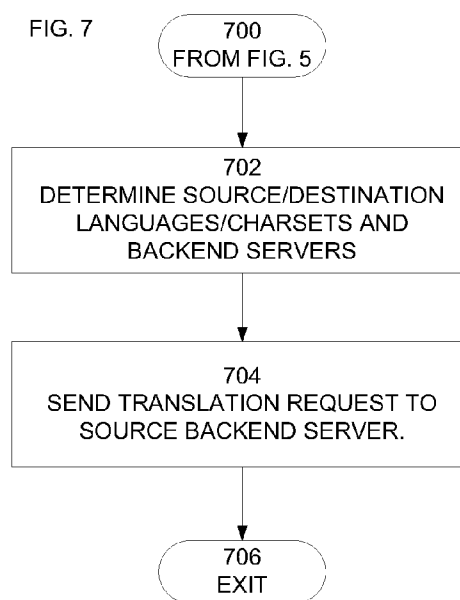 FIG. 7
700
FROM FIG. 5
702
DETERMINE SOURCE/DESTINATION
LANGUAGES/CHARSETS AND
BACKEND SERVERS
704
SEND TRANSLATION REQUEST TO
SOURCE BACKEND SERVER.
706
EXIT